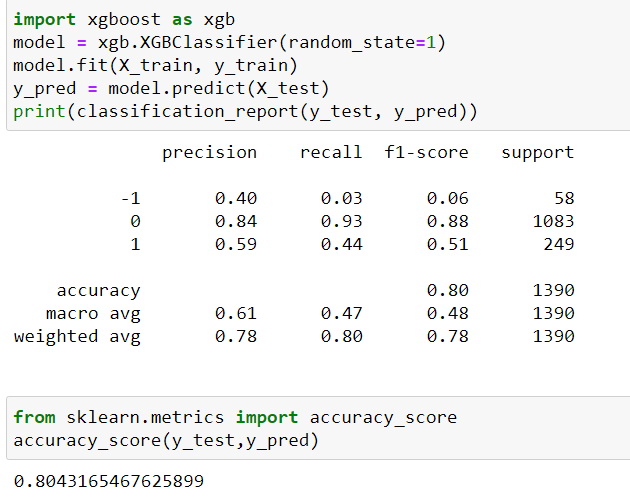 import xgboost as xgb
model = xgb.XGBClassifier(random_state=1)
model.fit(X_train, y_train)
y_pred = model.predict(X_test)
print(classification_report(y_test, y_pred))
precision recall f1-score support
-1 0.40 0.03 0.06 58
0 0.84 0.93 0.88 1083
1 0.59 0.44 0.51 249
accuracy 0.80 1390
macro avg 0.61 0.47 0.48 1390
weighted avg 0.78 0.80 0.78 1390
from sklearn.metrics import accuracy_score
accuracy_score(y_test,y_pred)
0.8043165467625899